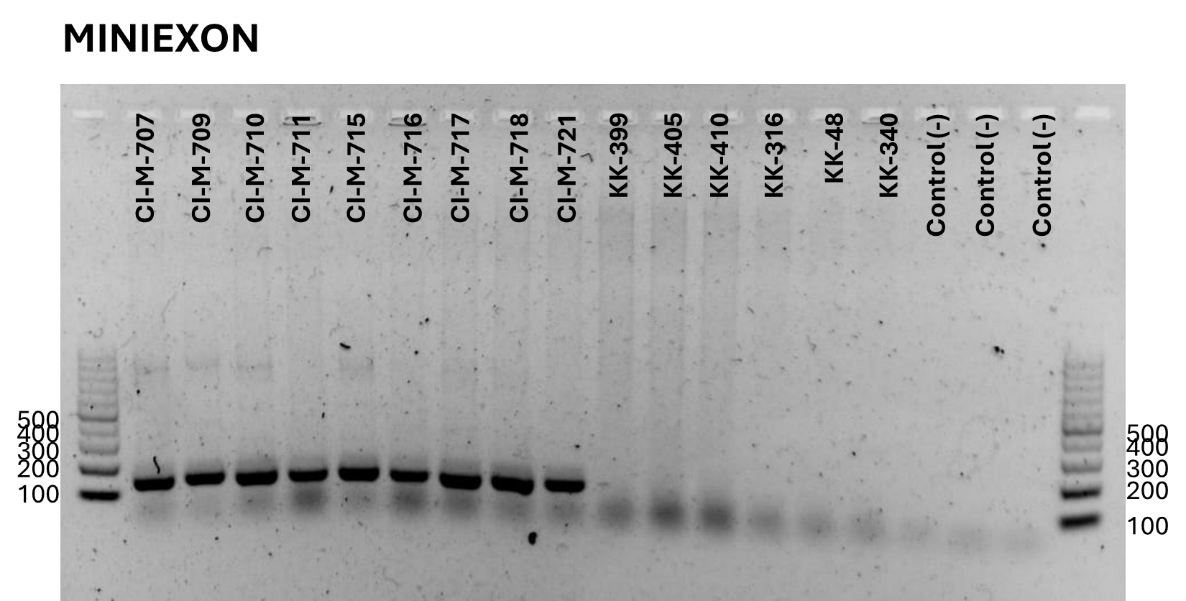 MINIEXON
CI-M-707
CI-M-709
CI-M-710
CI-M-711
CI-M-715
CI-M-716
CI-M-717
CI-M-718
CI-M-721
KK-399
KK-405
KK-410
KK-316
KK-48
KK-340
Control (-)
Control (-)
Control (-)
500
400
300
200
100
500
400
300
200
100